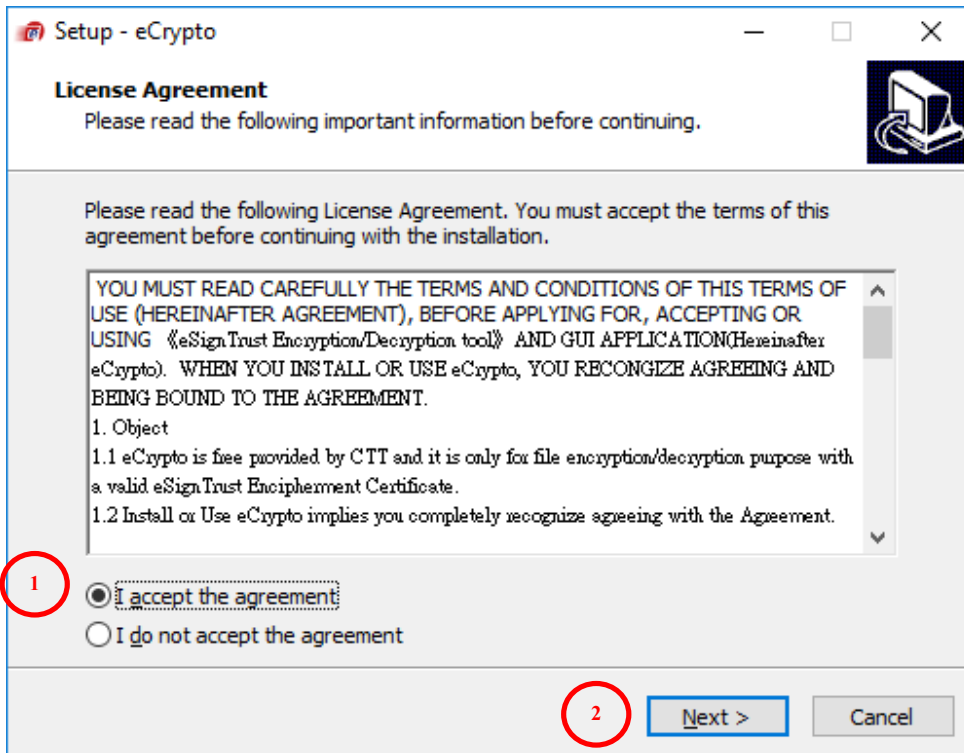 Setup - eCrypto
License Agreement
Please read the following important information before continuing.
Please read the following License Agreement. You must accept the terms of this
agreement before continuing with the installation.
YOU MUST READ CAREFULLY THE TERMS AND CONDITIONS OF THIS TERMS OF
USE (HEREINAFTER AGREEMENT), BEFORE APPLYING FOR, ACCEPTING OR
USING 《eSignTrust Encryption/Decryption tool》 AND GUI APPLICATION(Hereinafter
eCrypto). WHEN YOU INSTALL OR USE eCrypto, YOU RECONGIZE AGREEING AND
BEING BOUND TO THE AGREEMENT.
1. Object
1.1 eCrypto is free provided by CTT and it is only for file encryption/decryption purpose with
a valid eSignTrust Encipherment Certificate.
1.2 Install or Use eCrypto implies you completely recognize agreeing with the Agreement.
1
I accept the agreement
I do not accept the agreement
2
Next >
Cancel